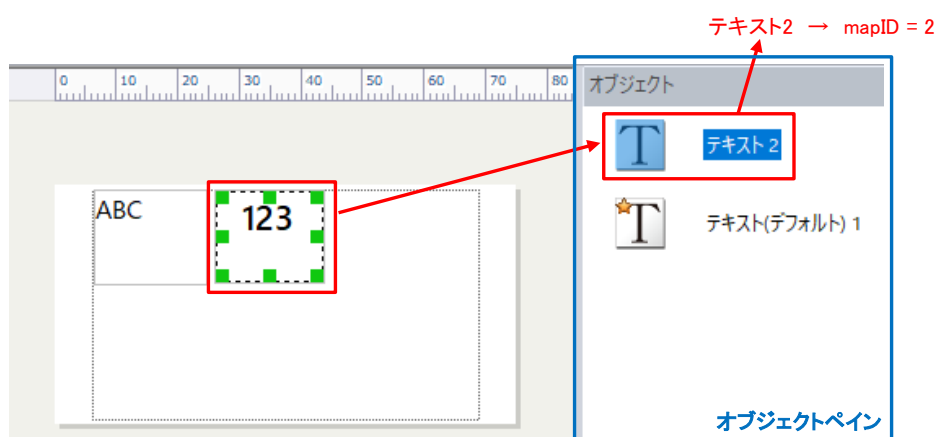 テキスト2 → mapID = 2
0 10 20 30 40 50 60 70 80
オブジェクト
テキスト 2
ABC
123
テキスト(デフォルト) 1
オブジェクトペイン